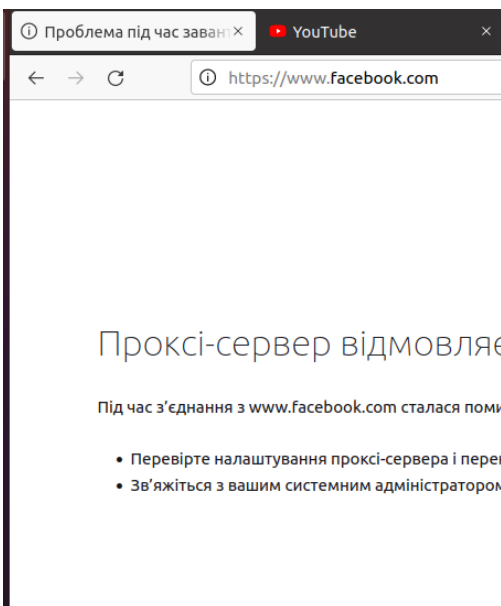 Проблема під час заван
YouTube
https://www.facebook.com
Проксі-сервер відмовляє
Під час з’єднання з www.facebook.com сталася поми
Перевірте налаштування проксі-сервера і перек
Зв’яжіться з вашим системним адміністратором